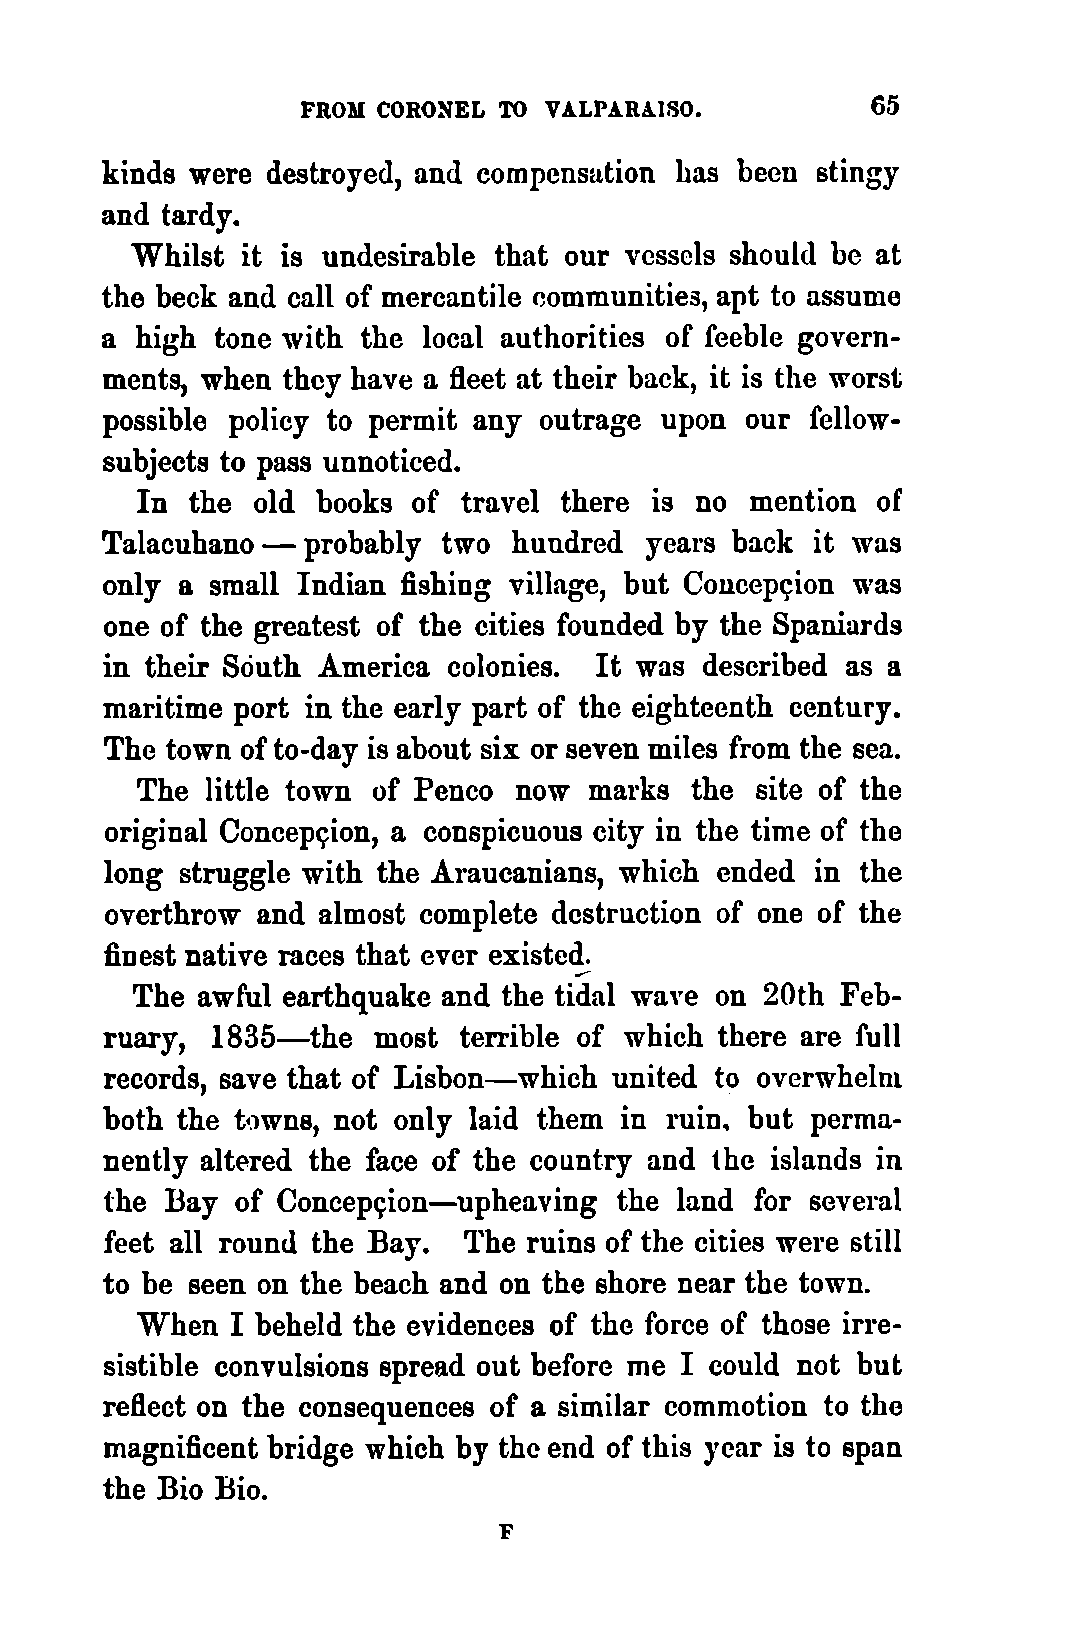 FROM CORONEL TO VALPARAISO. 65
kinds were destroyed, and compensation has been stingy
and tardy.
Whilst it is undesirable that our vessels should be at
the beck and call of mercantile communities, apt to assume
a high tone with the local authorities of feeble govern-
ments, when they have a fleet at their back, it is the worst
possible policy to permit any outrage upon our fellow-
subjects to pass unnoticed.
In the old books of travel there is no mention of
Talacuhano — probably two hundred years back it was
only a small Indian fishing village, but Concepçion was
one of the greatest of the cities founded by the Spaniards
in their South America colonies. It was described as a
maritime port in the early part of the eighteenth century.
The town of to-day is about six or seven miles from the sea.
The little town of Penco now marks the site of the
original Concepçion, a conspicuous city in the time of the
long struggle with the Araucanians, which ended in the
overthrow and almost complete destruction of one of the
finest native races that ever existed.
The awful earthquake and the tidal wave on 20th Feb-
ruary, 1835—the most terrible of which there are full
records, save that of Lisbon—which united to overwhelm
both the towns, not only laid them in ruin, but perma-
nently altered the face of the country and the islands in
the Bay of Concepçion—upheaving the land for several
feet all round the Bay. The ruins of the cities were still
to be seen on the beach and on the shore near the town.
When I beheld the evidences of the force of those irre-
sistible convulsions spread out before me I could not but
reflect on the consequences of a similar commotion to the
magnificent bridge which by the end of this year is to span
the Bio Bio.
F